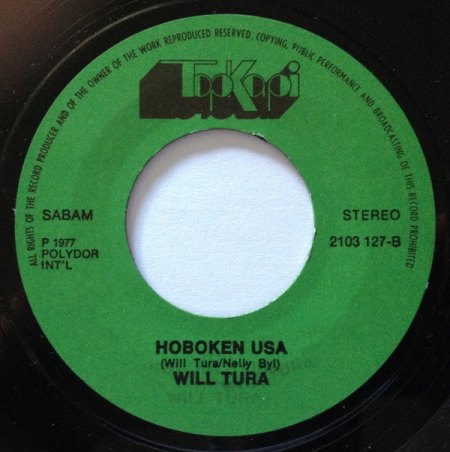 ALL RIGHTS OF THE RECORD PRODUCER AND OF THE OWNER OF THE WORK REPRODUCED RESERVED. COPYING, PUBLIC PERFORMANCE AND BROADCASTING OF THIS RECORD PROHIBITED
TopKapi
SABAM
STEREO
P 1977
POLYDOR
INT'L
2103 127-B
HOBOKEN USA
(Will Tura/Nelly Byl)
WILL TURA